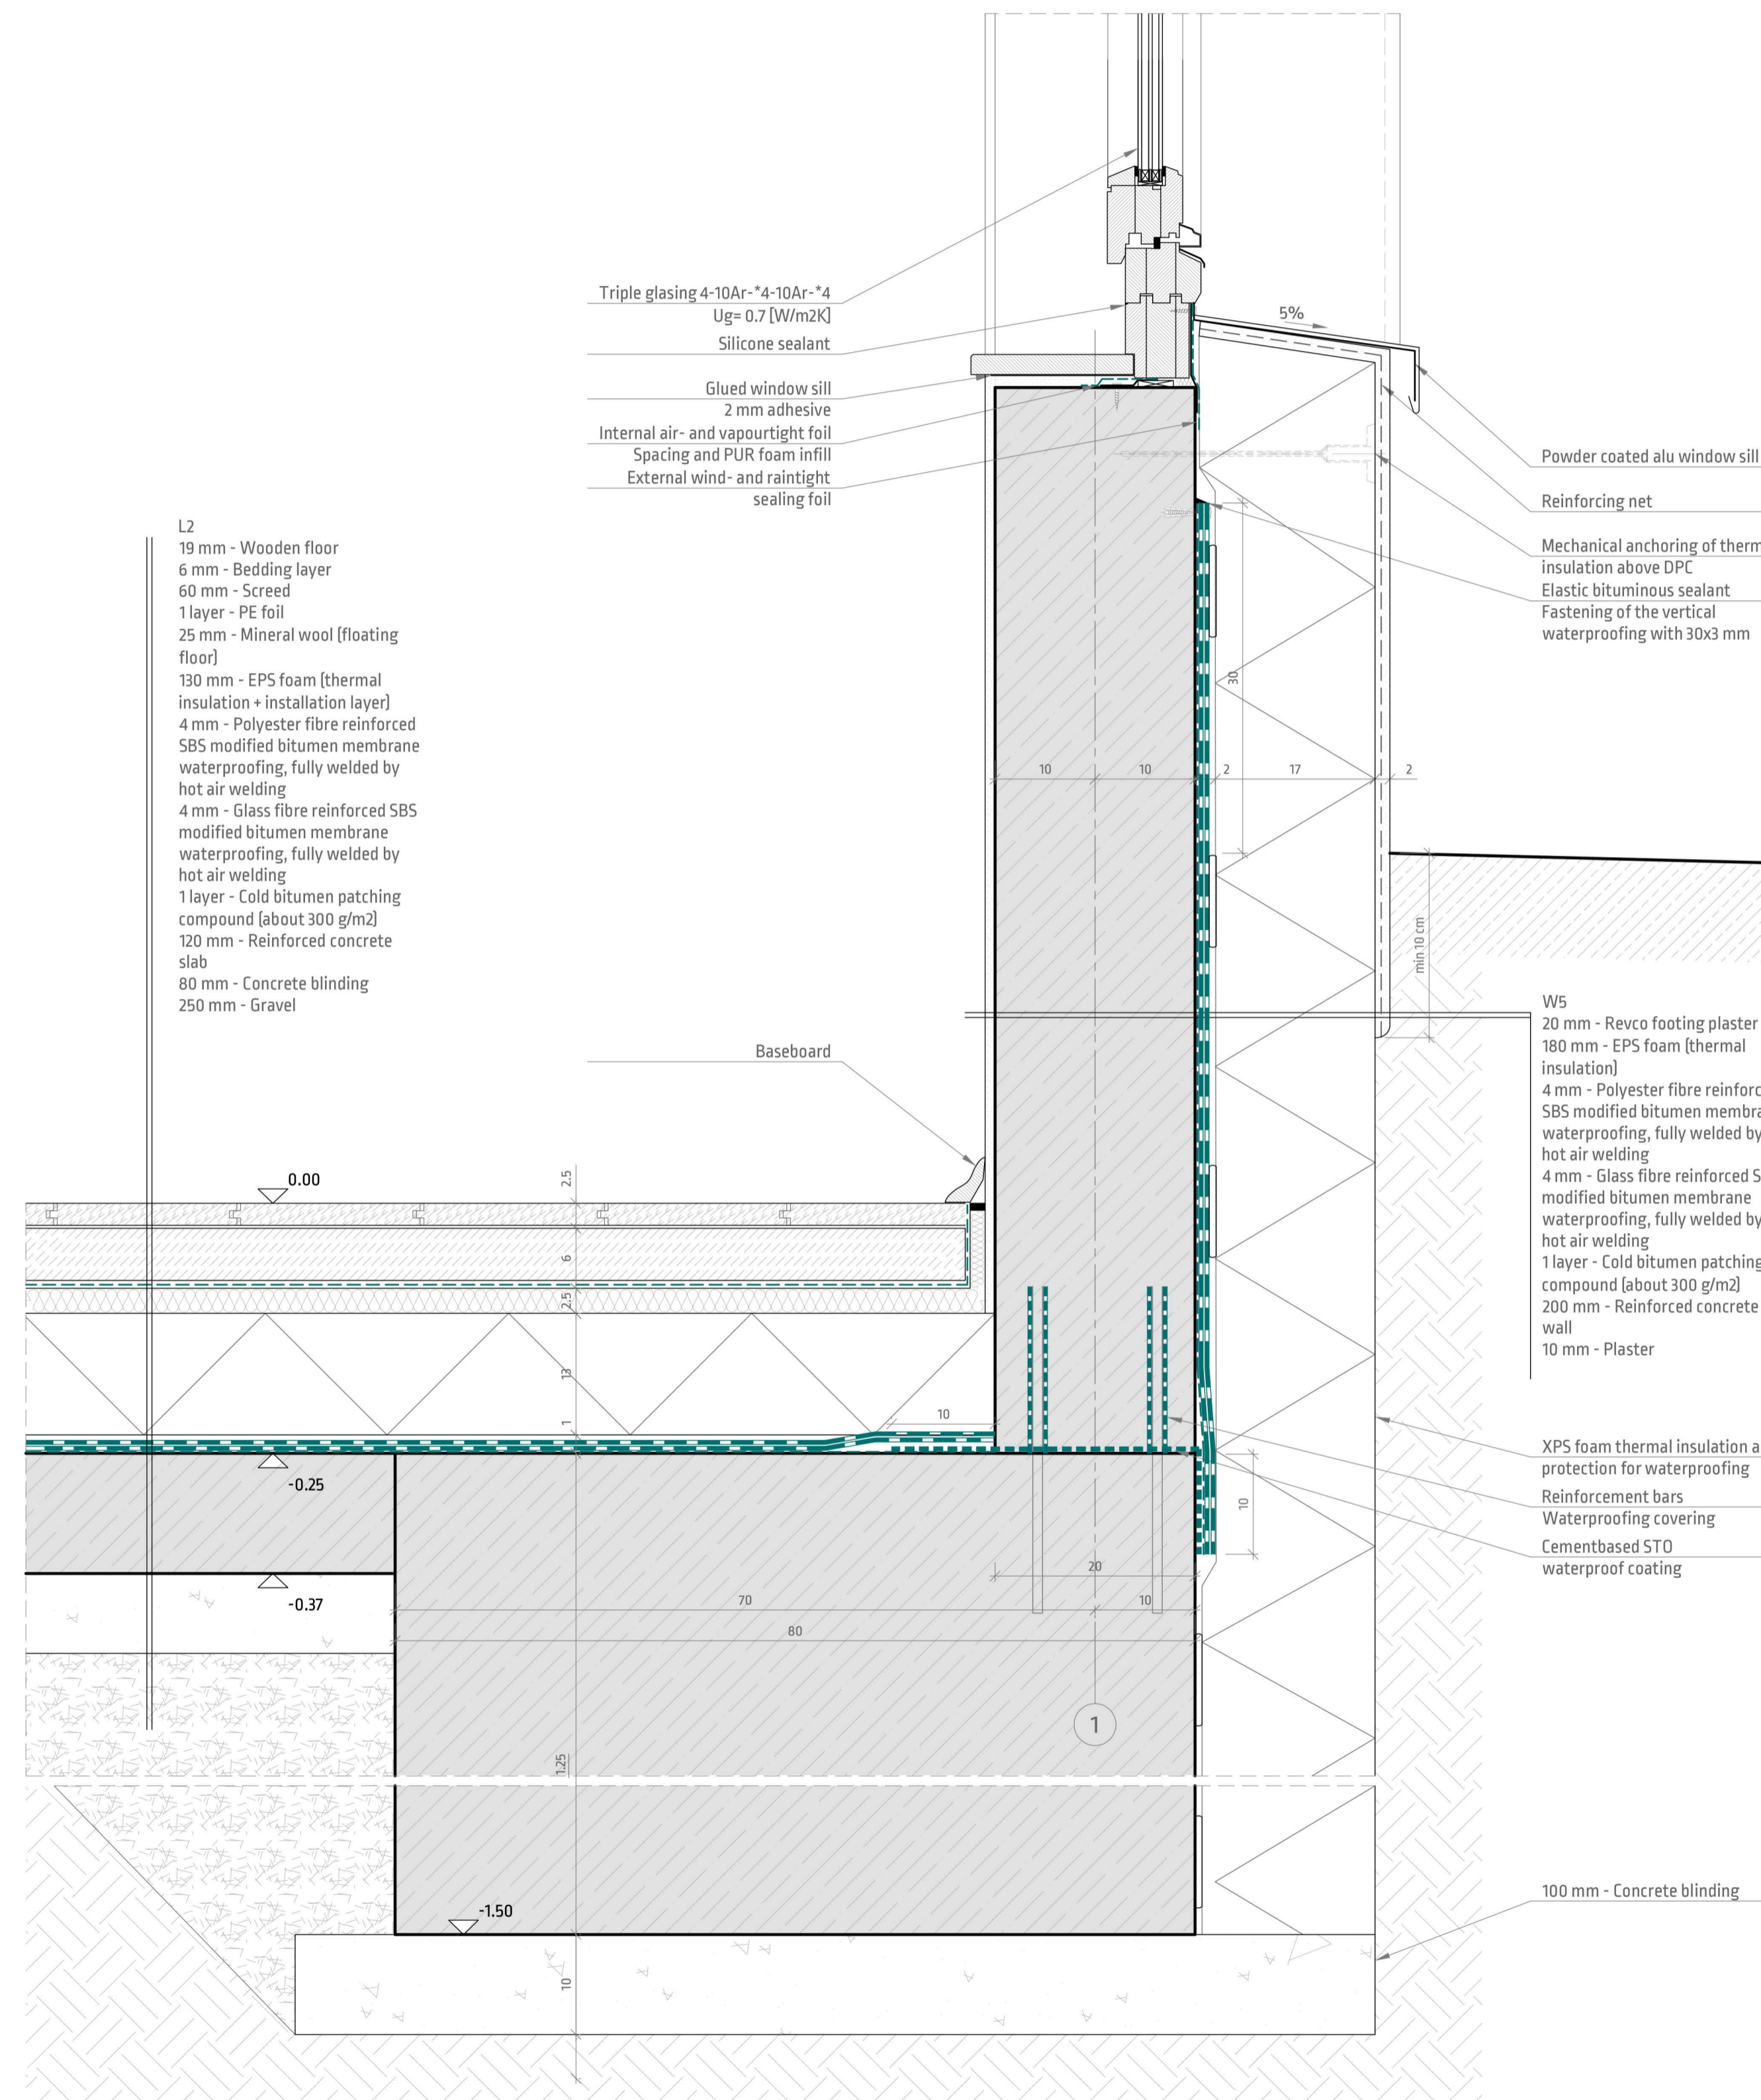 5%
Triple glasing 4-10Ar-*4-10Ar-*4
Ug= 0.7 [W/m2K]
Silicone sealant
Glued window sill
2 mm adhesive
Internal air- and vapourtight foil
Spacing and PUR foam infill
External wind- and raintight
sealing foil
Powder coated alu window sill
Reinforcing net
Mechanical anchoring of therm
insulation above DPC
Elastic bituminous sealant
Fastening of the vertical
waterproofing with 30x3 mm
L2
19 mm - Wooden floor
6 mm - Bedding layer
60 mm - Screed
1 layer - PE foil
25 mm - Mineral wool (floating
floor)
130 mm - EPS foam (thermal
insulation + installation layer)
4 mm - Polyester fibre reinforced
SBS modified bitumen membrane
waterproofing, fully welded by
hot air welding
4 mm - Glass fibre reinforced SBS
modified bitumen membrane
waterproofing, fully welded by
hot air welding
1 layer - Cold bitumen patching
compound (about 300 g/m2)
120 mm - Reinforced concrete
slab
80 mm - Concrete blinding
250 mm - Gravel
30
10
10
2
17
2
min 10 cm
W5
20 mm - Revco footing plaster
180 mm - EPS foam (thermal
insulation)
4 mm - Polyester fibre reinforc
SBS modified bitumen membra
waterproofing, fully welded by
hot air welding
4 mm - Glass fibre reinforced S
modified bitumen membrane
waterproofing, fully welded by
hot air welding
1 layer - Cold bitumen patching
compound (about 300 g/m2)
200 mm - Reinforced concrete
wall
10 mm - Plaster
Baseboard
0.00
2.5
6
2.5
13
1
10
-0.25
-0.37
10
20
70
10
80
XPS foam thermal insulation a
protection for waterproofing
Reinforcement bars
Waterproofing covering
Cementbased STO
waterproof coating
1
1.25
-1.50
10
100 mm - Concrete blinding